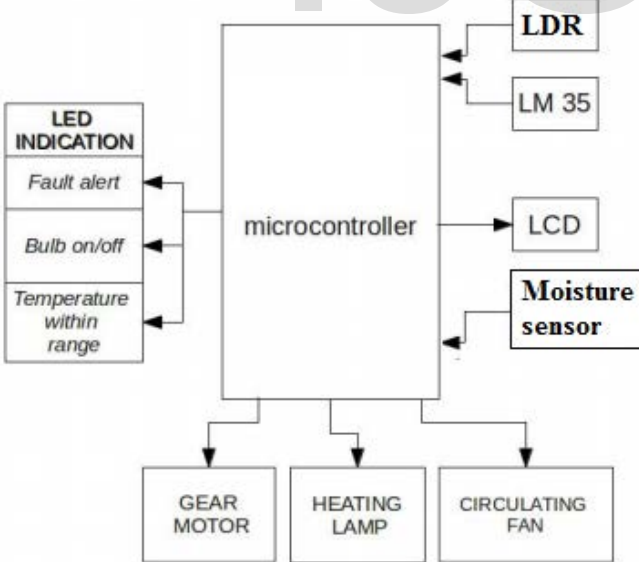 LDR
LM 35
LED
INDICATION
Fault alert
Bulb on/off
Temperature
within
range
microcontroller
LCD
Moisture
sensor
GEAR
MOTOR
HEATING
LAMP
CIRCULATING
FAN